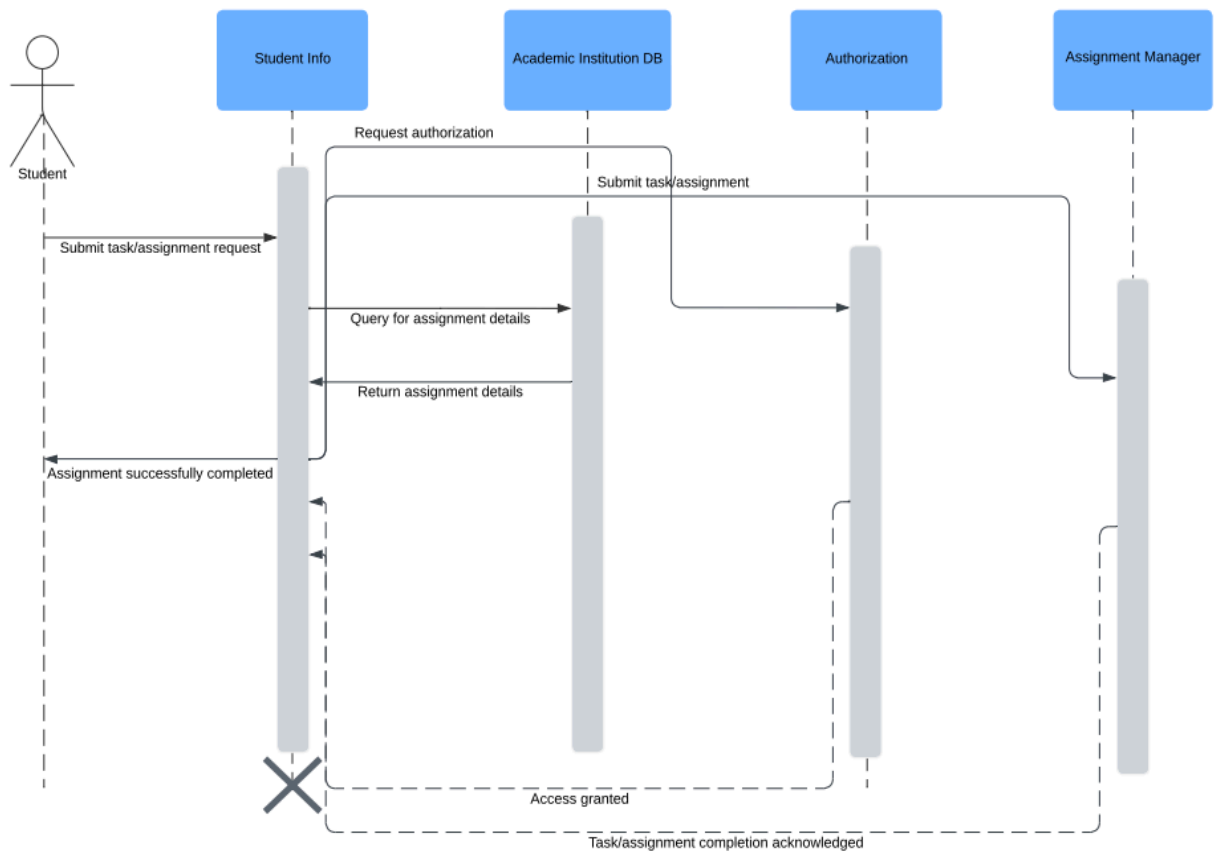 Student Info
Academic Institution DB
Authorization
Assignment Manager
Student
Request authorization
Submit task/assignment
Submit task/assignment request
Query for assignment details
Return assignment details
Assignment successfully completed
Access granted
Task/assignment completion acknowledged